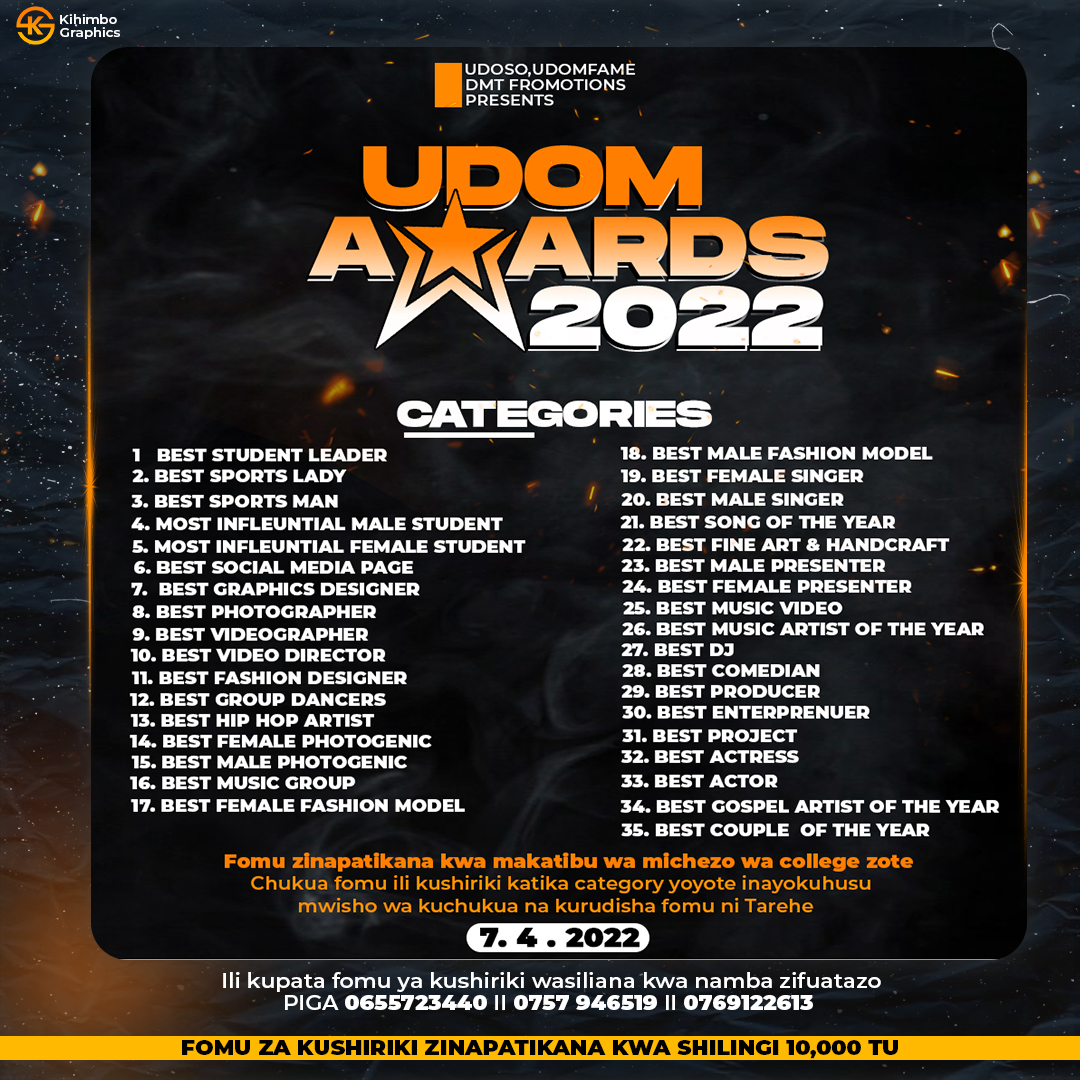 Kihimbo
Graphics
UDOSO,UDOMFAME
DMT FROMOTIONS
PRESENTS
UDOM
AWARDS
2022
CATEGORIES
1 BEST STUDENT LEADER
2. BEST SPORTS LADY
3. BEST SPORTS MAN
4. MOST INFLEUNTIAL MALE STUDENT
5. MOST INFLEUNTIAL FEMALE STUDENT
6. BEST SOCIAL MEDIA PAGE
7. BEST GRAPHICS DESIGNER
8. BEST PHOTOGRAPHER
9. BEST VIDEOGRAPHER
10. BEST VIDEO DIRECTOR
11. BEST FASHION DESIGNER
12. BEST GROUP DANCERS
13. BEST HIP HOP ARTIST
14. BEST FEMALE PHOTOGENIC
15. BEST MALE PHOTOGENIC
16. BEST MUSIC GROUP
17. BEST FEMALE FASHION MODEL
18. BEST MALE FASHION MODEL
19. BEST FEMALE SINGER
20. BEST MALE SINGER
21. BEST SONG OF THE YEAR
22. BEST FINE ART & HANDCRAFT
23. BEST MALE PRESENTER
24. BEST FEMALE PRESENTER
25. BEST MUSIC VIDEO
26. BEST MUSIC ARTIST OF THE YEAR
27. BEST DJ
28. BEST COMEDIAN
29. BEST PRODUCER
30. BEST ENTERPRENUER
31. BEST PROJECT
32. BEST ACTRESS
33. BEST ACTOR
34. BEST GOSPEL ARTIST OF THE YEAR
35. BEST COUPLE OF THE YEAR
Fomu zinapatikana kwa makatibu wa michezo wa college zote
Chukua fomu ili kushiriki katika category yoyote inayokuhusu
mwisho wa kuchukua na kurudisha fomu ni Tarehe
7. 4 . 2022
Ili kupata fomu ya kushiriki wasiliana kwa namba zifuatazo
PIGA 0655723440 II 0757 946519 II 0769122613
FOMU ZA KUSHIRIKI ZINAPATIKANA KWA SHILINGI 10,000 TU